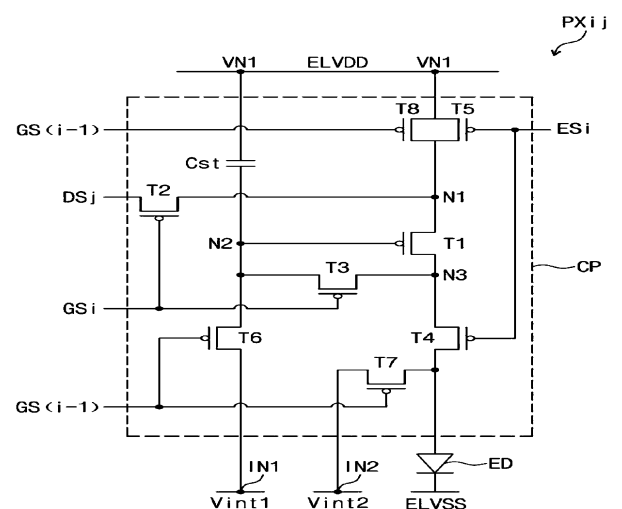 PXij
VN1 ELVDD VN1
T8 T5
GS(i-1) ESi
Cst
DSj T2 N1
N2 T1
T3 N3 CP
GSi
T6 T4
T7
GS(i-1)
IN1 IN2 ED
Vint1 Vint2 ELVSS